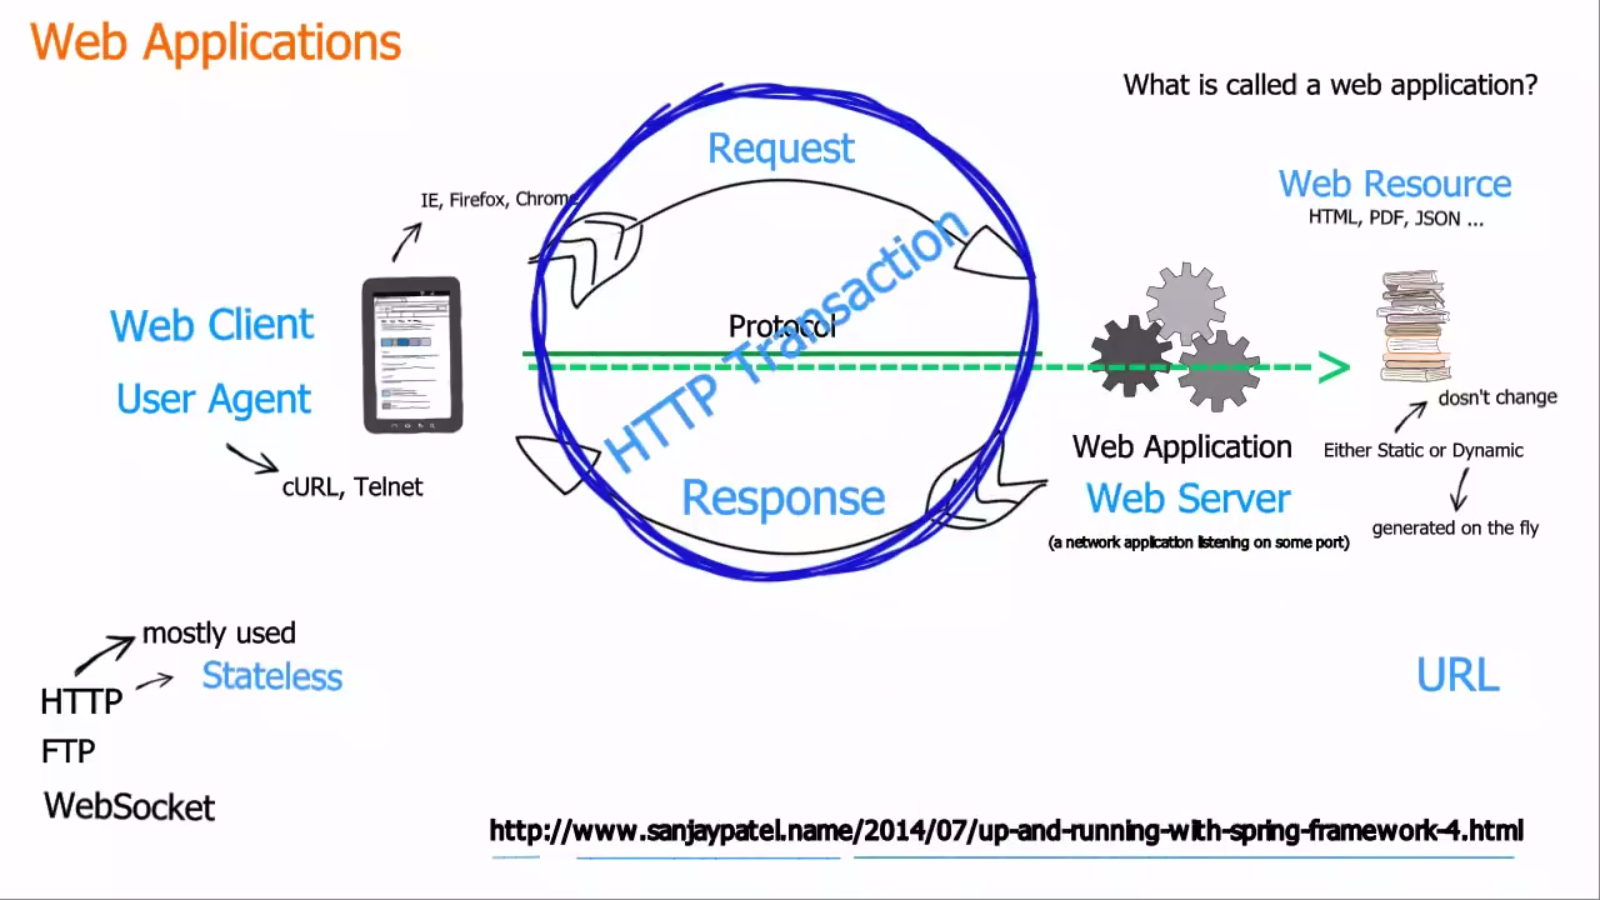 Web Applications
What is called a web application?
Request
Web Resource
HTML, PDF, JSON ...
IE, Firefox, Chrome
HTTP Transaction
Protocol
Web Client
User Agent
cURL, Telnet
Response
Web Application
Web Server
(a network application listening on some port)
dosn't change
Either Static or Dynamic
generated on the fly
mostly used
Stateless
HTTP
FTP
WebSocket
URL
http://www.sanjaypatel.name/2014/07/up-and-running-with-spring-framework-4.html